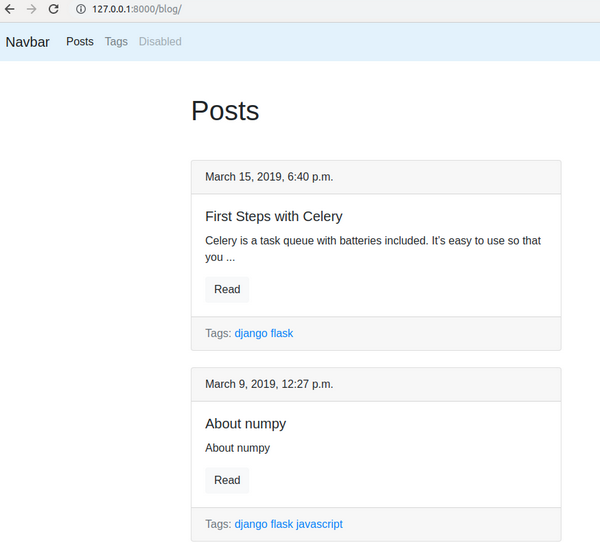 127.0.0.1:8000/blog/
Navbar Posts Tags Disabled
Posts
March 15, 2019, 6:40 p.m.
First Steps with Celery
Celery is a task queue with batteries included. It's easy to use so that
you ...
Read
Tags: django flask
March 9, 2019, 12:27 p.m.
About numpy
About numpy
Read
Tags: django flask javascript